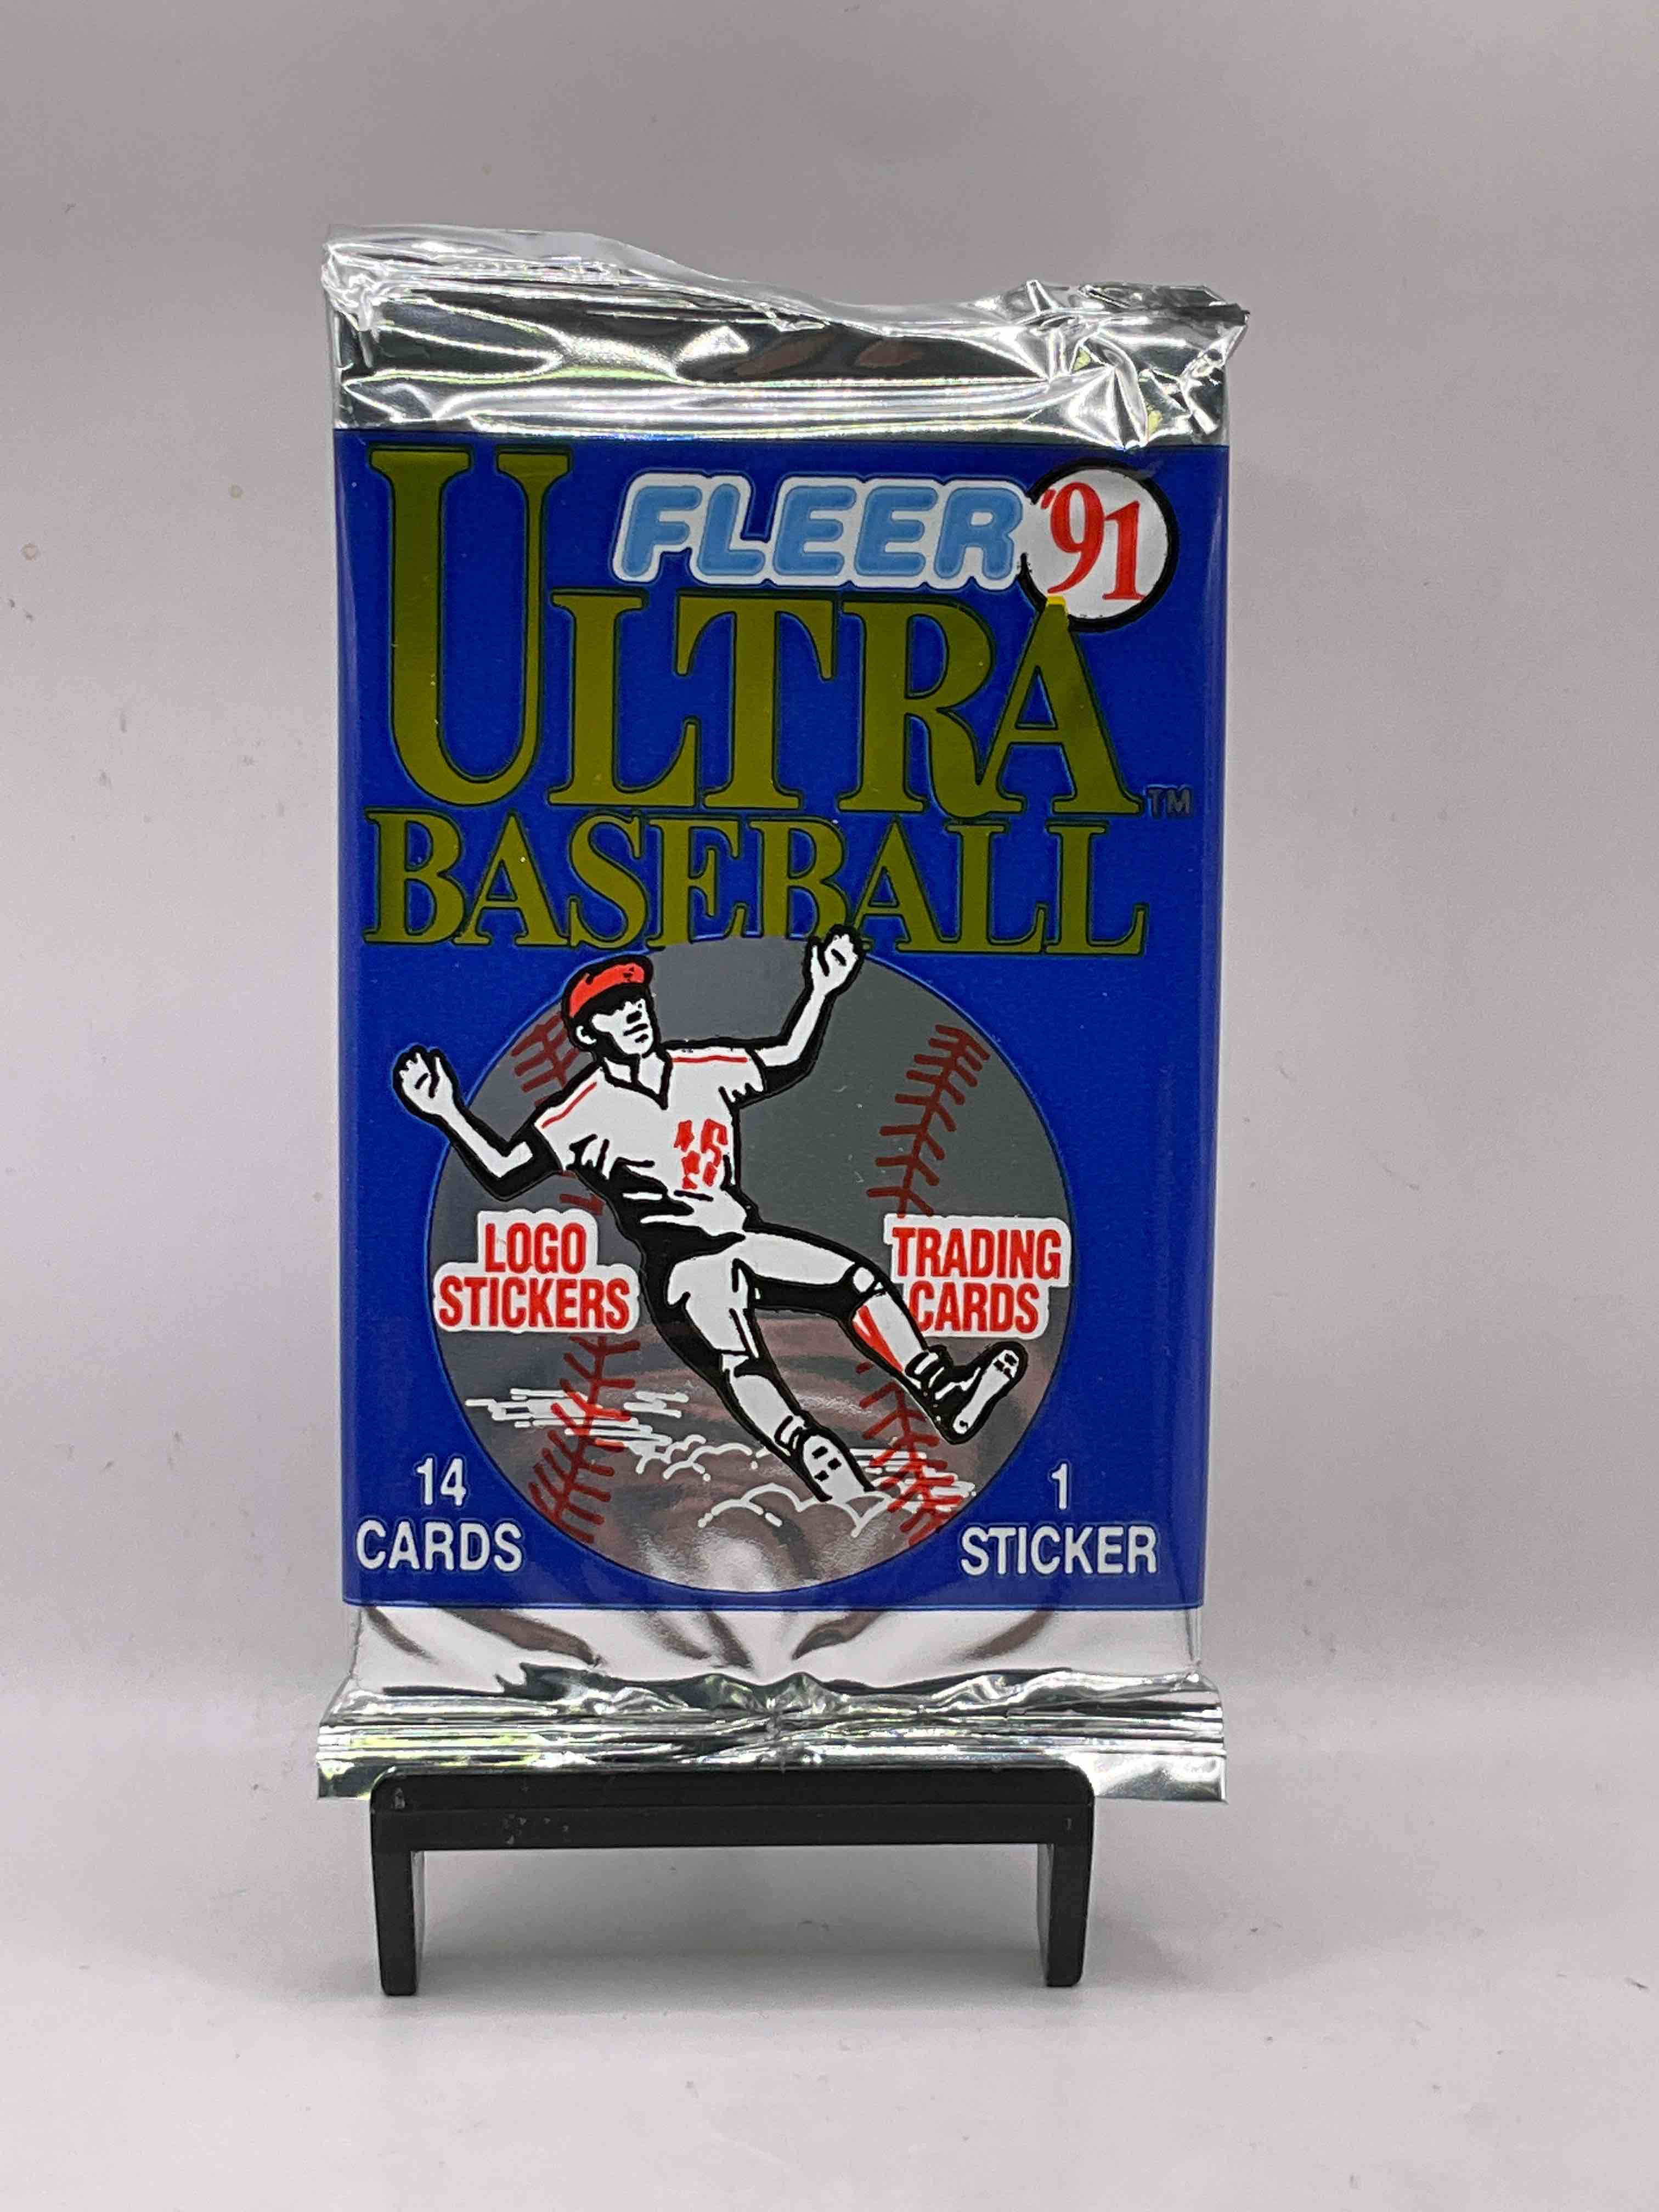 FLEER '91
ULTRA™
BASEBALL
LOGO
STICKERS
TRADING
CARDS
14
CARDS
1
STICKER